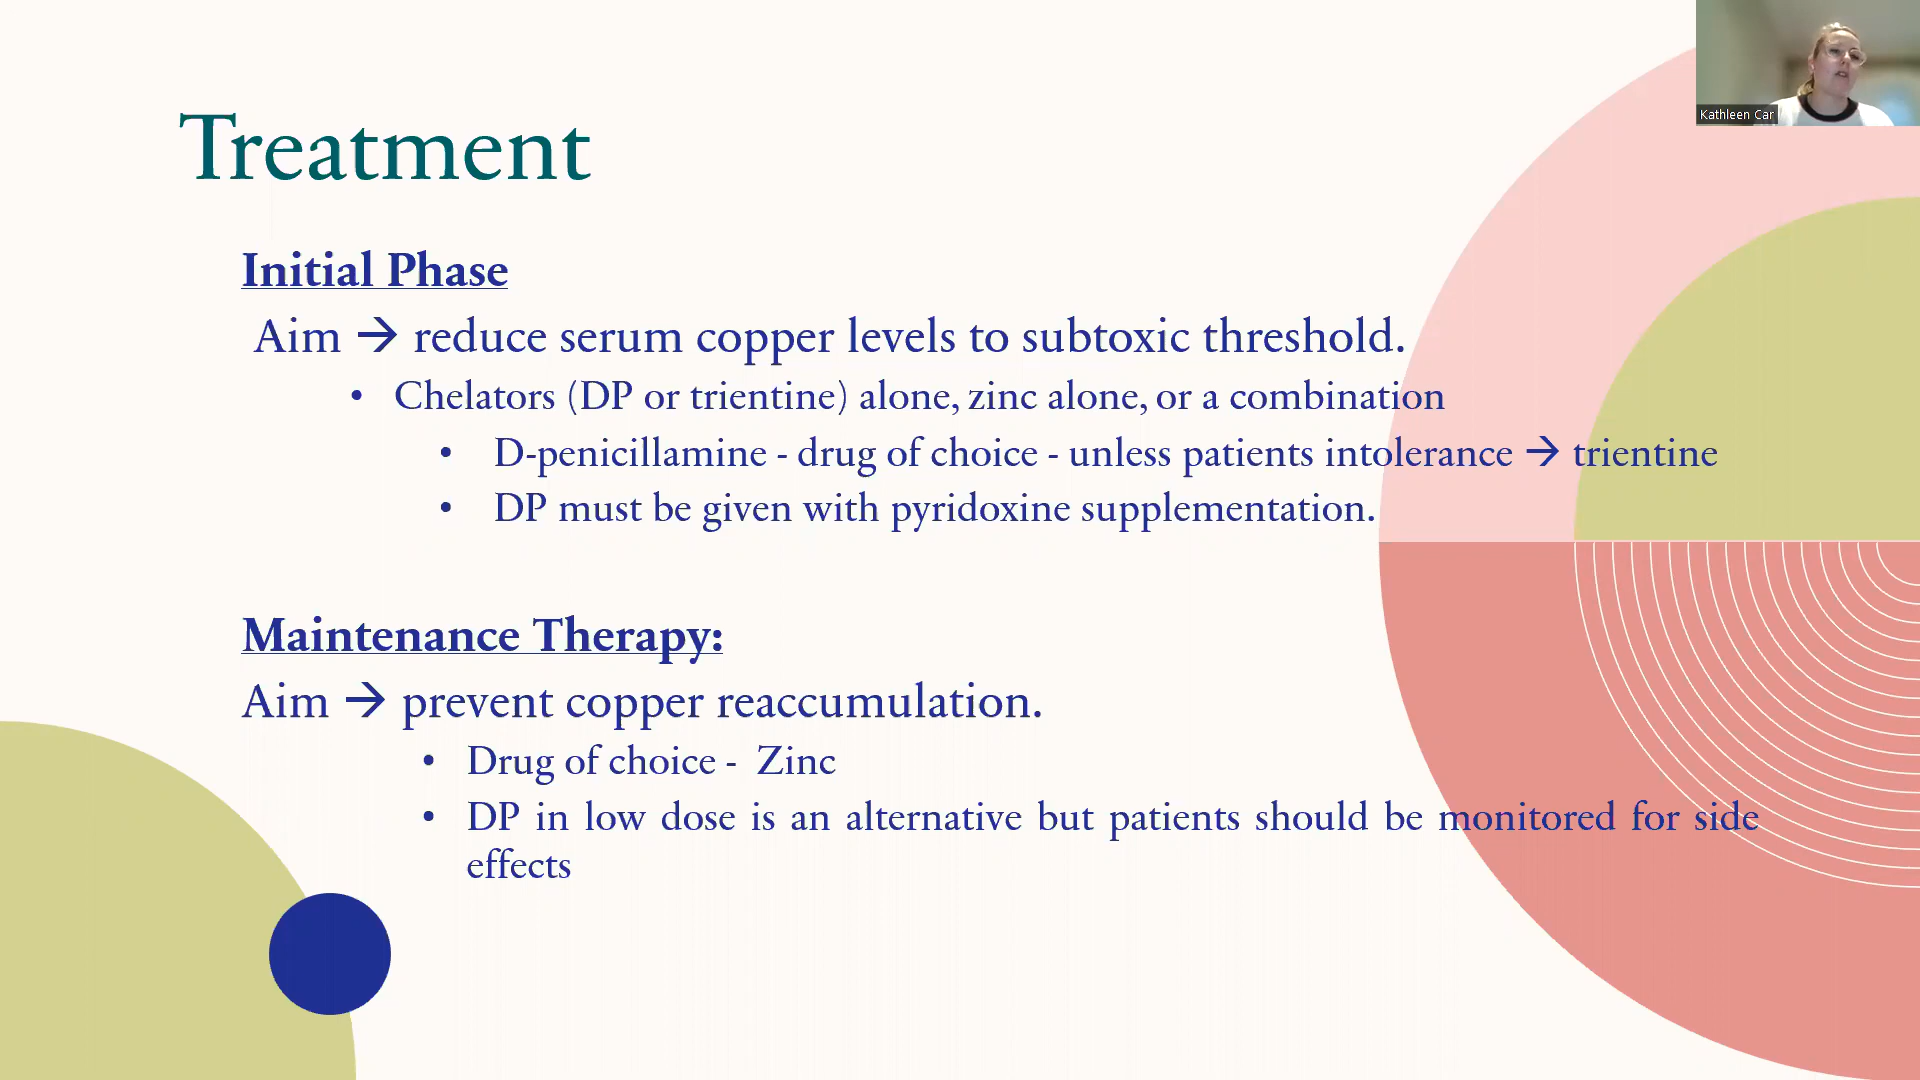 Kathleen Car
Treatment
Initial Phase
Aim → reduce serum copper levels to subtoxic threshold.
• Chelators (DP or trientine) alone, zinc alone, or a combination
• D-penicillamine - drug of choice - unless patients intolerance → trientine
• DP must be given with pyridoxine supplementation.
Maintenance Therapy:
Aim → prevent copper reaccumulation.
• Drug of choice - Zinc
• DP in low dose is an alternative but patients should be monitored for side
effects